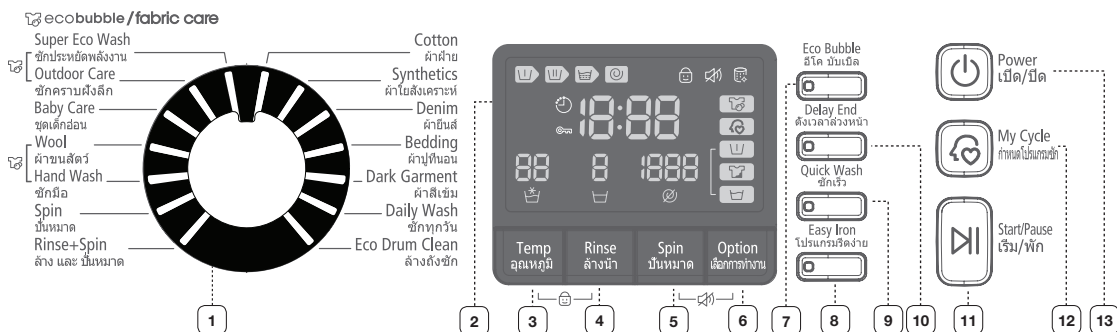 ecobubble/fabric care
Super Eco Wash
ซักประหยัดพลังงาน
Outdoor Care
ซักคราบฝังลึก
Baby Care
ชุดเด็กอ่อน
Wool
ผ้าขนสัตว์
Hand Wash
ซักมือ
Spin
ปั่นหมาด
Rinse+Spin
ล้าง และ ปั่นหมาด
Cotton
ผ้าฝ้าย
Synthetics
ผ้าใยสังเคราะห์
Denim
ผ้ายีนส์
Bedding
ผ้าปูที่นอน
Dark Garment
ผ้าสีเข้ม
Daily Wash
ซักทุกวัน
Eco Drum Clean
ล้างถังซัก
18:88
88 8 1888
Temp
อุณหภูมิ
Rinse
ล้างน้ำ
Spin
ปั่นหมาด
Option
เลือกการทำงาน
Eco Bubble
อีโค บับเบิล
Delay End
ตั้งเวลาล่วงหน้า
Quick Wash
ซักเร็ว
Easy Iron
โปรแกรมรีดง่าย
Power
เปิด/ปิด
My Cycle
กำหนดโปรแกรมซัก
Start/Pause
เริ่ม/พัก
1 2 3 4 5 6 7 8 9 10 11 12 13